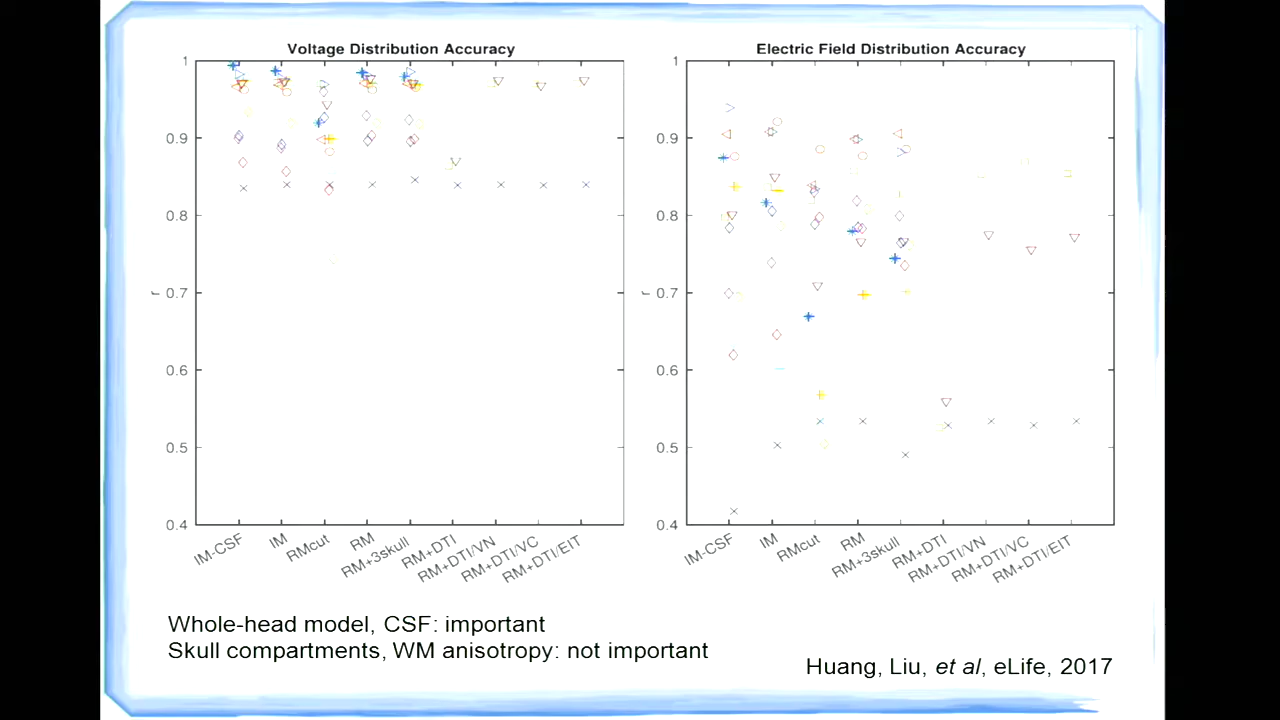 Voltage Distribution Accuracy
1
0.9
0.8
0.7
0.6
0.5
0.4
r
IM-CSF
IM
RMcut
RM
RM+3skull
RM+DTI
RM+DTI/VN
RM+DTI/VC
RM+DTI/EIT
Electric Field Distribution Accuracy
1
0.9
0.8
0.7
0.6
0.5
0.4
r
IM-CSF
IM
RMcut
RM
RM+3skull
RM+DTI
RM+DTI/VN
RM+DTI/VC
RM+DTI/EIT
Whole-head model, CSF: important
Skull compartments, WM anisotropy: not important
Huang, Liu, et al, eLife, 2017